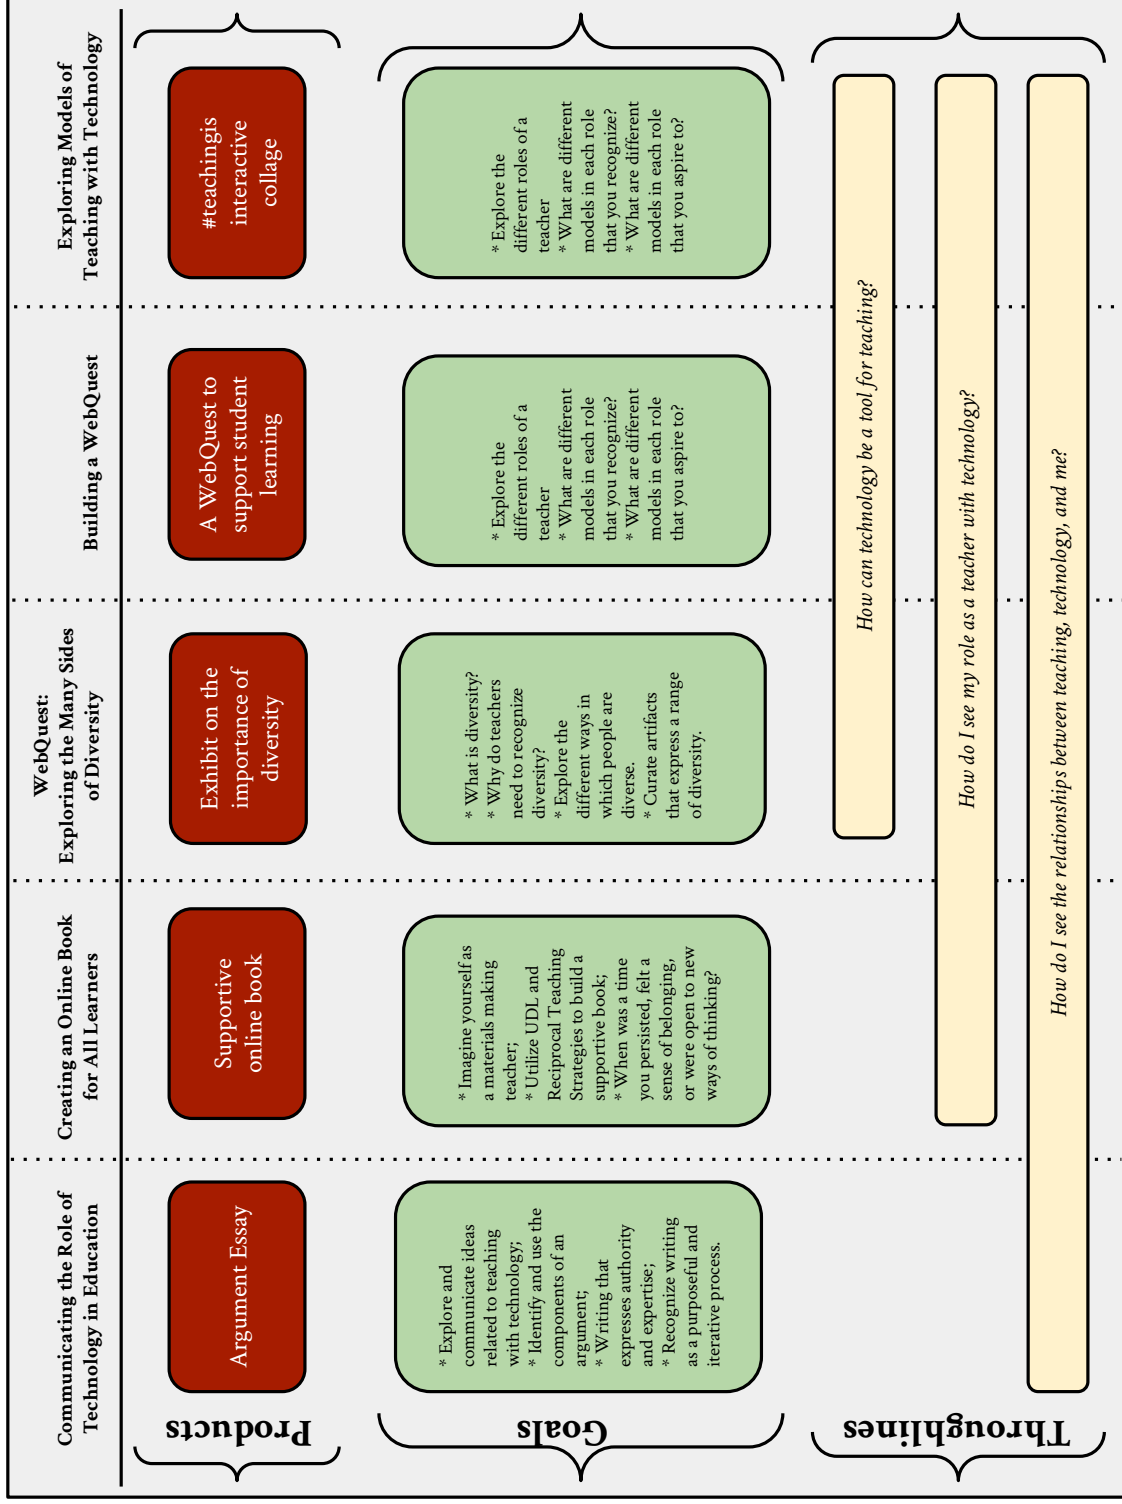 Communicating the Role of
Technology in Education
Creating an Online Book
for All Learners
WebQuest:
Exploring the Many Sides
of Diversity
Building a WebQuest
Exploring Models of
Teaching with Technology
Products
Argument Essay
Supportive
online book
Exhibit on the
importance of
diversity
A WebQuest to
support student
learning
#teachingis
interactive
collage
Goals
* Explore and
communicate ideas
related to teaching
with technology;
* Identify and use the
components of an
argument;
* Writing that
expresses authority
and expertise;
* Recognize writing
as a purposeful and
iterative process.
* Imagine yourself as
a materials making
teacher;
* Utilize UDL and
Reciprocal Teaching
Strategies to build a
supportive book;
* When was a time
you persisted, felt a
sense of belonging,
or were open to new
ways of thinking?
* What is diversity?
* Why do teachers
need to recognize
diversity?
* Explore the
different ways in
which people are
diverse.
* Curate artifacts
that express a range
of diversity.
* Explore the
different roles of a
teacher
* What are different
models in each role
that you recognize?
* What are different
models in each role
that you aspire to?
* Explore the
different roles of a
teacher
* What are different
models in each role
that you recognize?
* What are different
models in each role
that you aspire to?
Throughlines
How can technology be a tool for teaching?
How do I see my role as a teacher with technology?
How do I see the relationships between teaching, technology, and me?